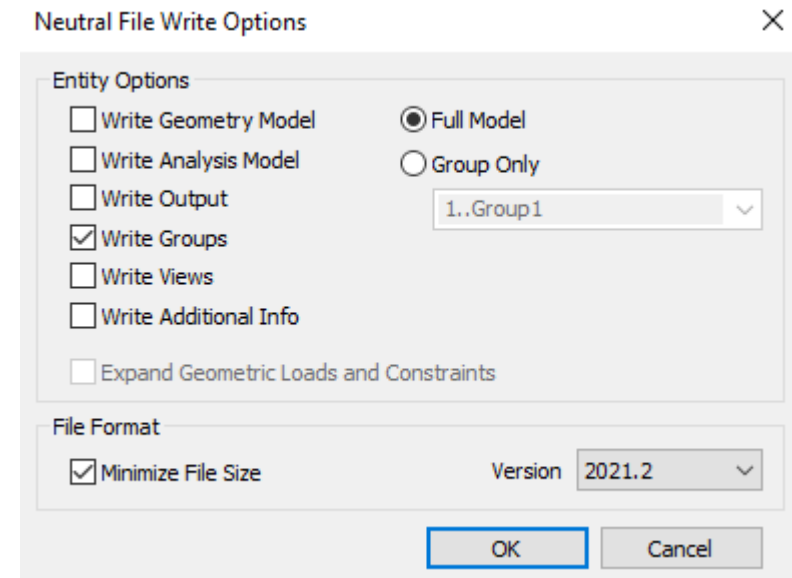 Neutral File Write Options
Entity Options
Write Geometry Model
Full Model
Write Analysis Model
Group Only
Write Output
1..Group1
Write Groups
Write Views
Write Additional Info
Expand Geometric Loads and Constraints
File Format
Minimize File Size
Version
2021.2
OK
Cancel